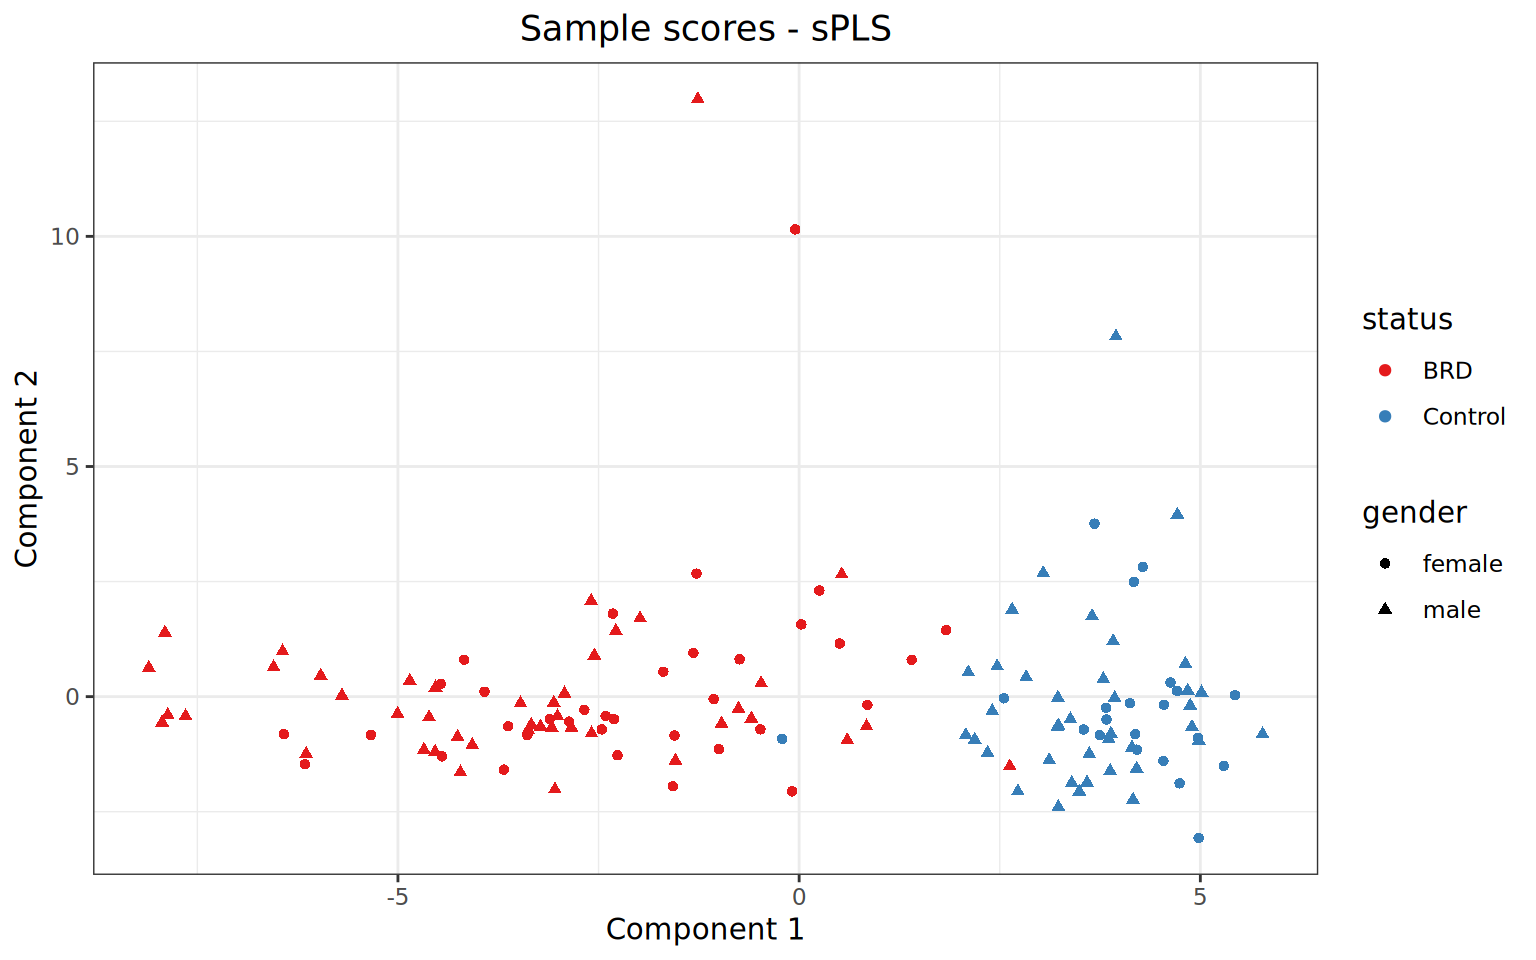 Sample scores - sPLS
Component 2
10
5
0
-5
0
5
Component 1
status
BRD
Control
gender
female
male